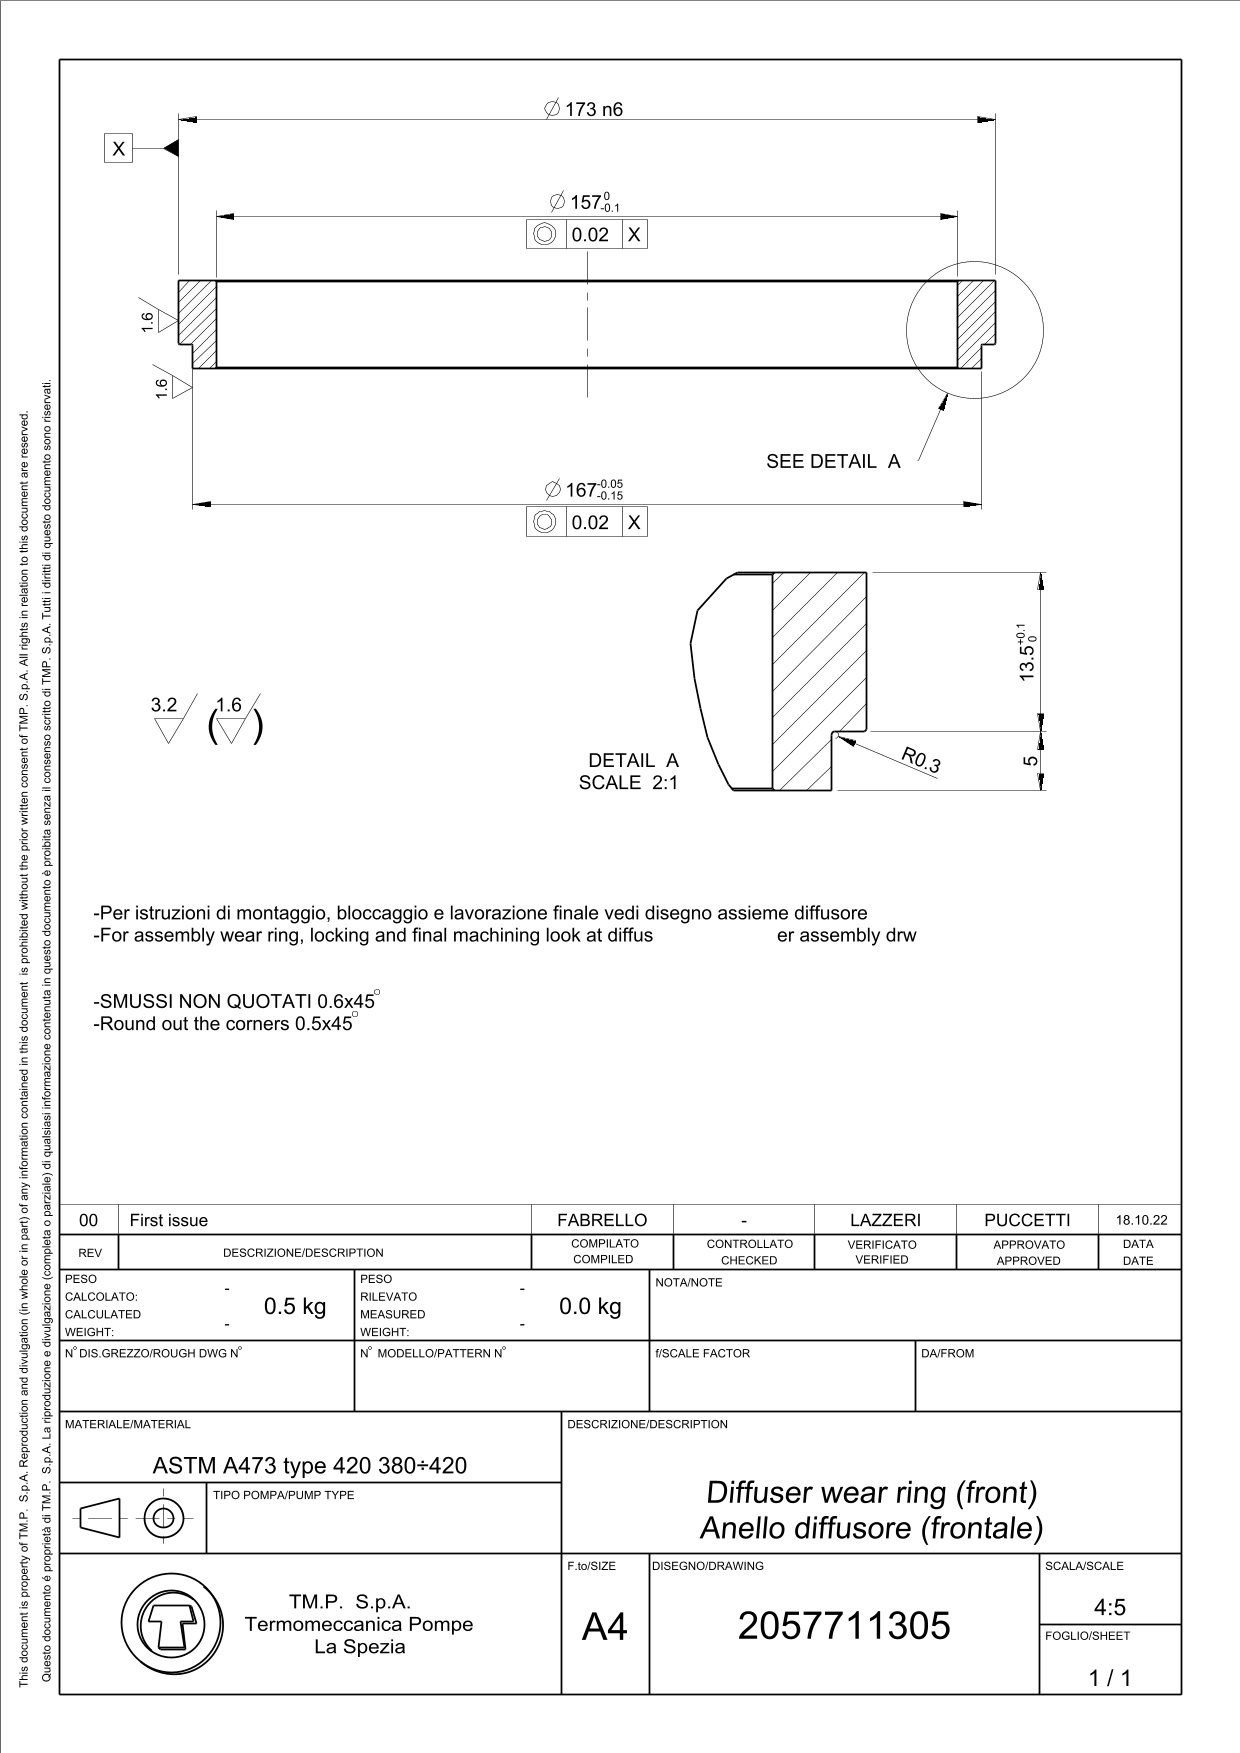 ⌀ 173 n6
X
⌀ 157 0 -0.1
◎ 0.02 X
1.6
1.6
SEE DETAIL A
⌀ 167 -0.05 -0.15
◎ 0.02 X
13.5 +0.1 0
5
R0.3
3.2 (1.6)
DETAIL A
SCALE 2:1
-Per istruzioni di montaggio, bloccaggio e lavorazione finale vedi disegno assieme diffusore
-For assembly wear ring, locking and final machining look at diffus er assembly drw
-SMUSSI NON QUOTATI 0.6x45°
-Round out the corners 0.5x45°
This document is property of TM.P. S.p.A. Reproduction and divulgation (in whole or in part) of any information contained in this document is prohibited without the prior written consent of TMP. S.p.A. All rights in relation to this document are reserved.
Questo documento é proprietà di TM.P. S.p.A. La riproduzione e divulgazione (completa o parziale) di qualsiasi informazione contenuta in questo documento è proibita senza il consenso scritto di TMP. S.p.A. Tutti i diritti di questo documento sono riservati.
00 First issue FABRELLO - LAZZERI PUCCETTI 18.10.22
REV DESCRIZIONE/DESCRIPTION COMPILATO COMPILED CONTROLLATO CHECKED VERIFICATO VERIFIED APPROVATO APPROVED DATA DATE
PESO CALCOLATO: CALCULATED WEIGHT: - - 0.5 kg
PESO RILEVATO MEASURED WEIGHT: - - 0.0 kg
NOTA/NOTE
N° DIS.GREZZO/ROUGH DWG N°
N° MODELLO/PATTERN N°
f/SCALE FACTOR
DA/FROM
MATERIALE/MATERIAL
ASTM A473 type 420 380÷420
TIPO POMPA/PUMP TYPE
DESCRIZIONE/DESCRIPTION
Diffuser wear ring (front)
Anello diffusore (frontale)
TM.P. S.p.A.
Termomeccanica Pompe
La Spezia
F.to/SIZE
A4
DISEGNO/DRAWING
2057711305
SCALA/SCALE
4:5
FOGLIO/SHEET
1 / 1